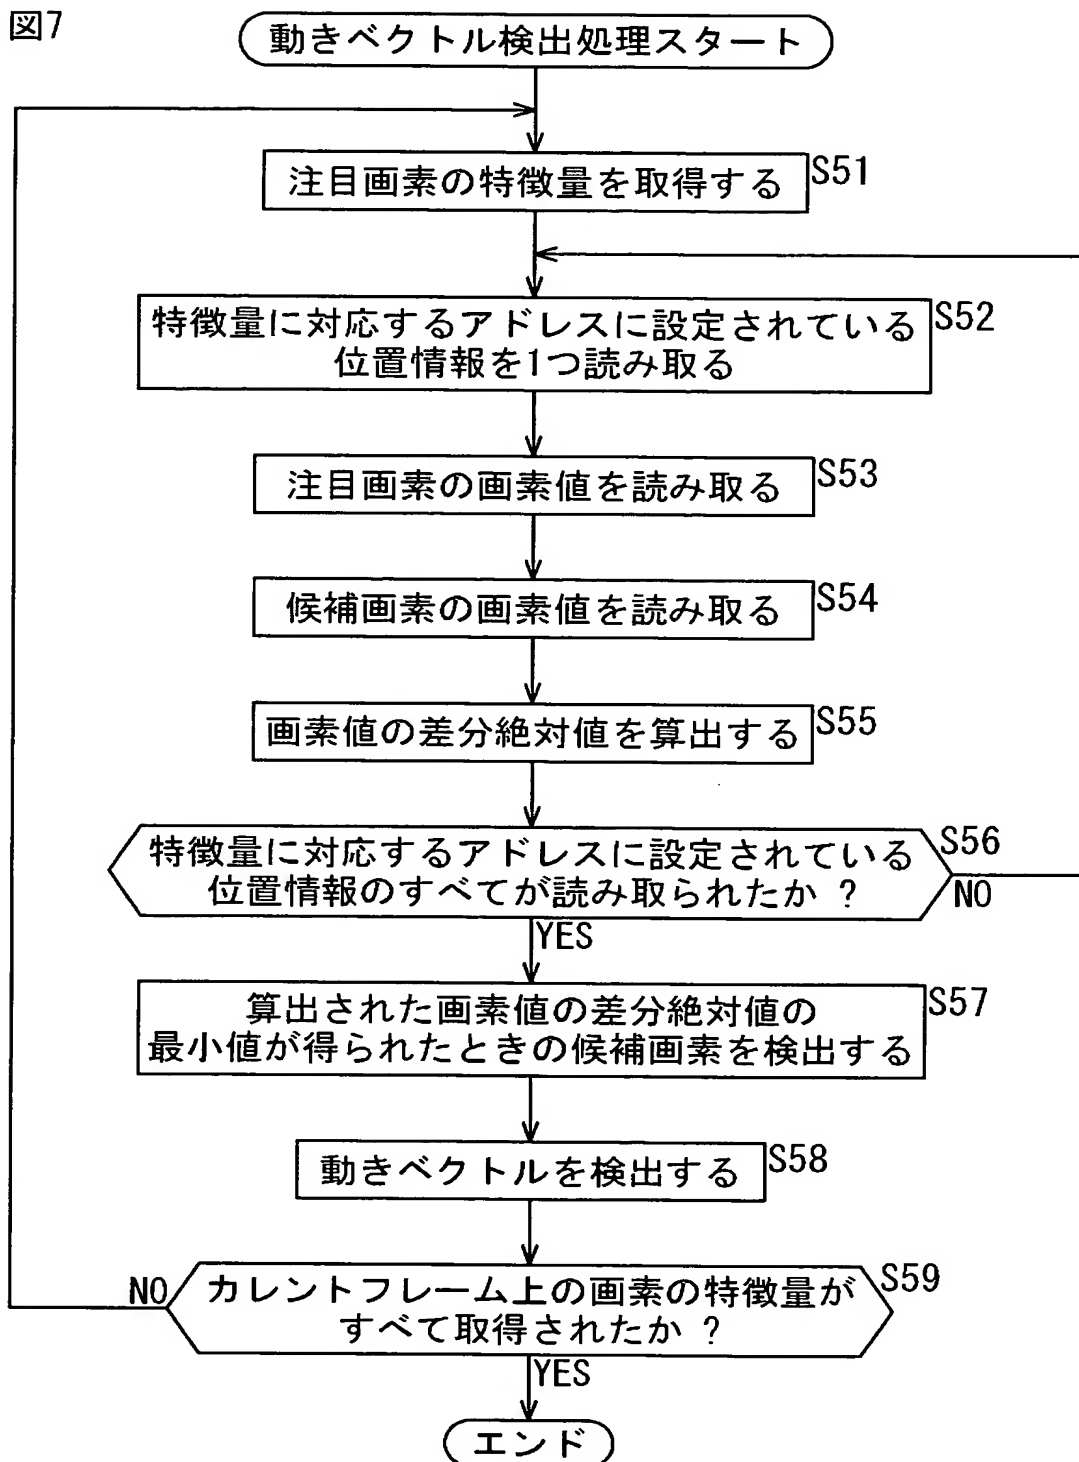 図7
動きベクトル検出処理スタート
注目画素の特徴量を取得する
S51
特徴量に対応するアドレスに設定されている
位置情報を1つ読み取る
S52
注目画素の画素値を読み取る
S53
候補画素の画素値を読み取る
S54
画素値の差分絶対値を算出する
S55
特徴量に対応するアドレスに設定されている
位置情報のすべてが読み取られたか ?
S56
NO
YES
算出された画素値の差分絶対値の
最小値が得られたときの候補画素を検出する
S57
動きベクトルを検出する
S58
NO
カレントフレーム上の画素の特徴量が
すべて取得されたか ?
S59
YES
エンド